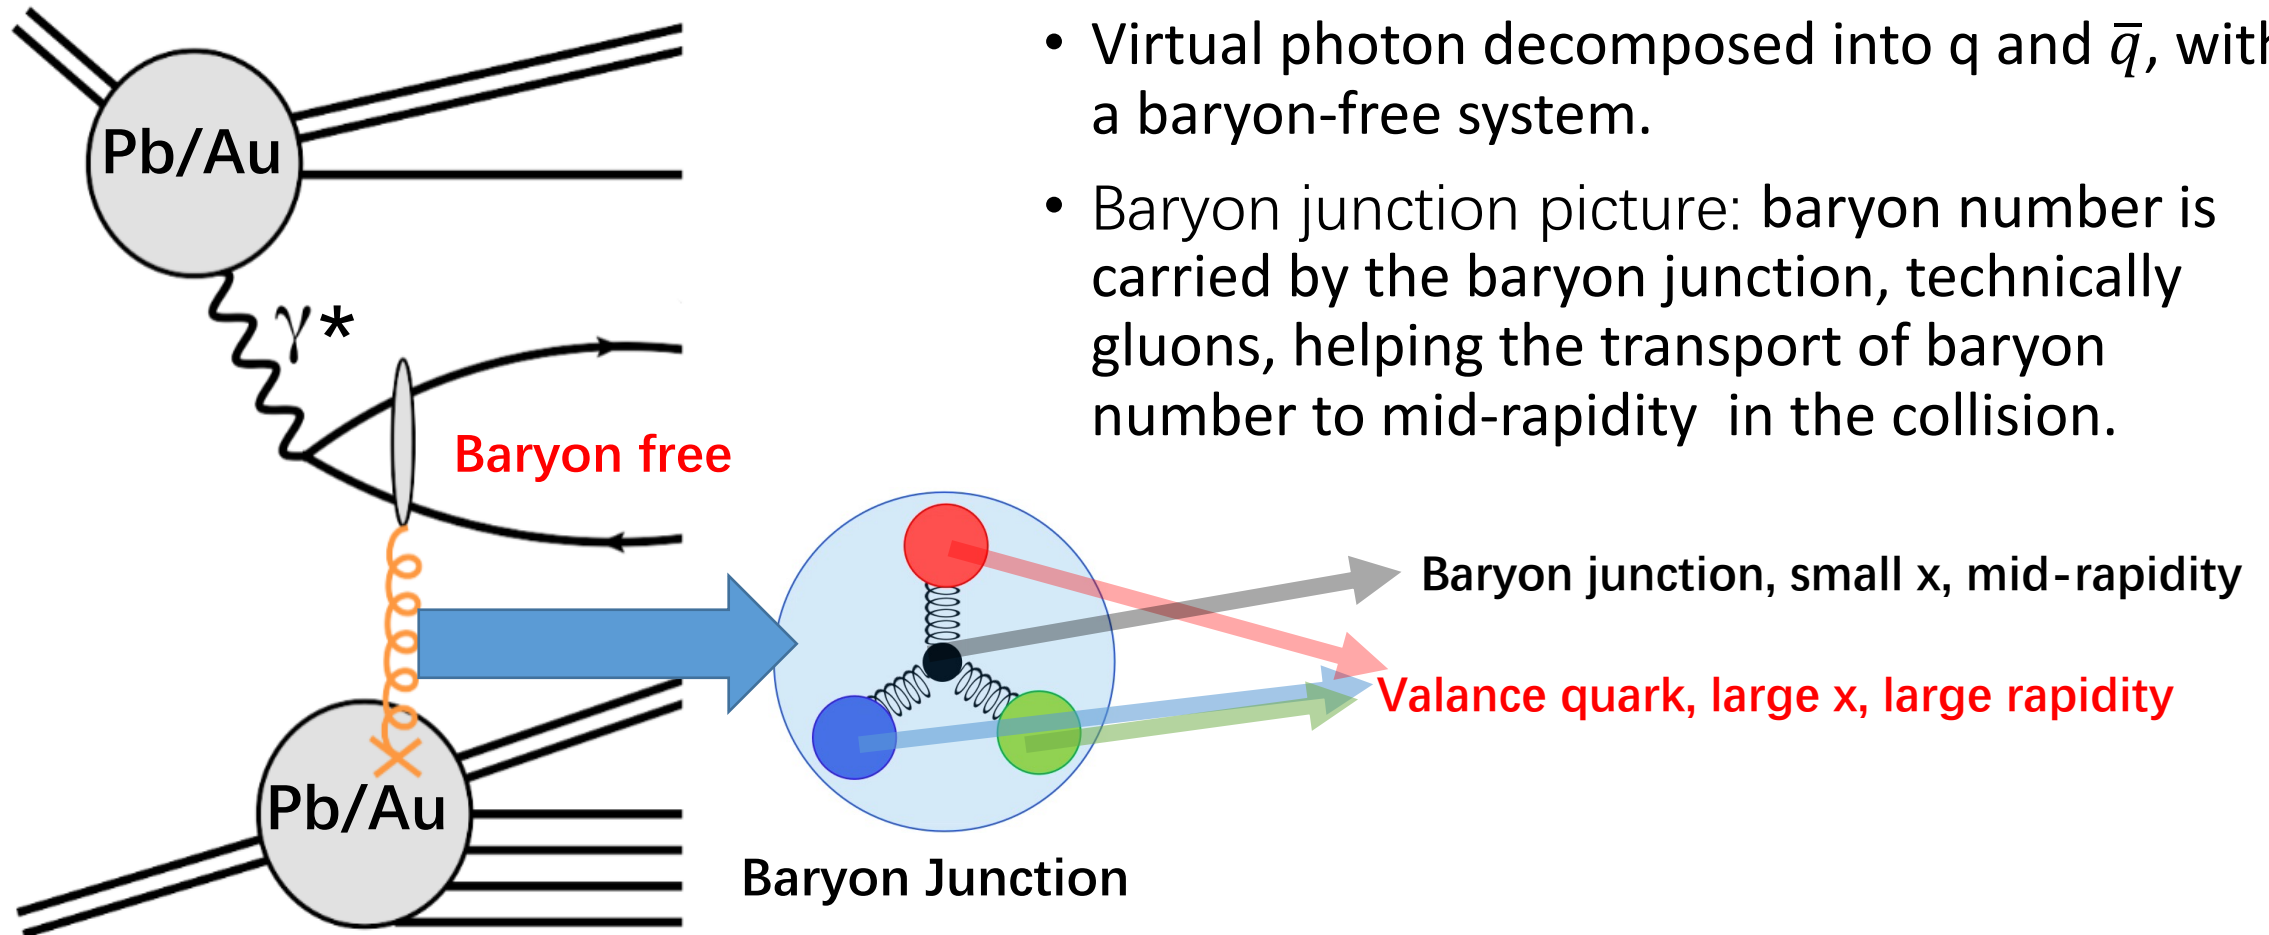 • Virtual photon decomposed into q and q̅, with
a baryon-free system.
• Baryon junction picture: baryon number is
carried by the baryon junction, technically
gluons, helping the transport of baryon
number to mid-rapidity in the collision.
Pb/Au
γ*
Baryon free
Pb/Au
Baryon Junction
Baryon junction, small x, mid-rapidity
Valance quark, large x, large rapidity